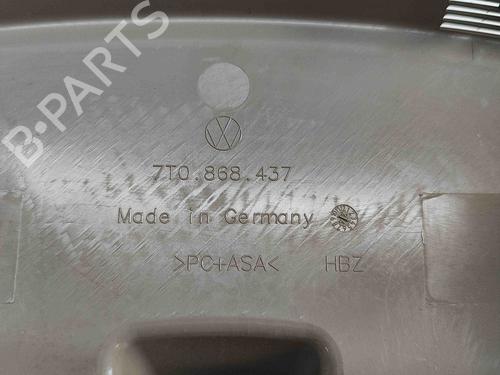 B-PARTS
7T0.868.437
Made in Germany
>PC+ASA< HBZ